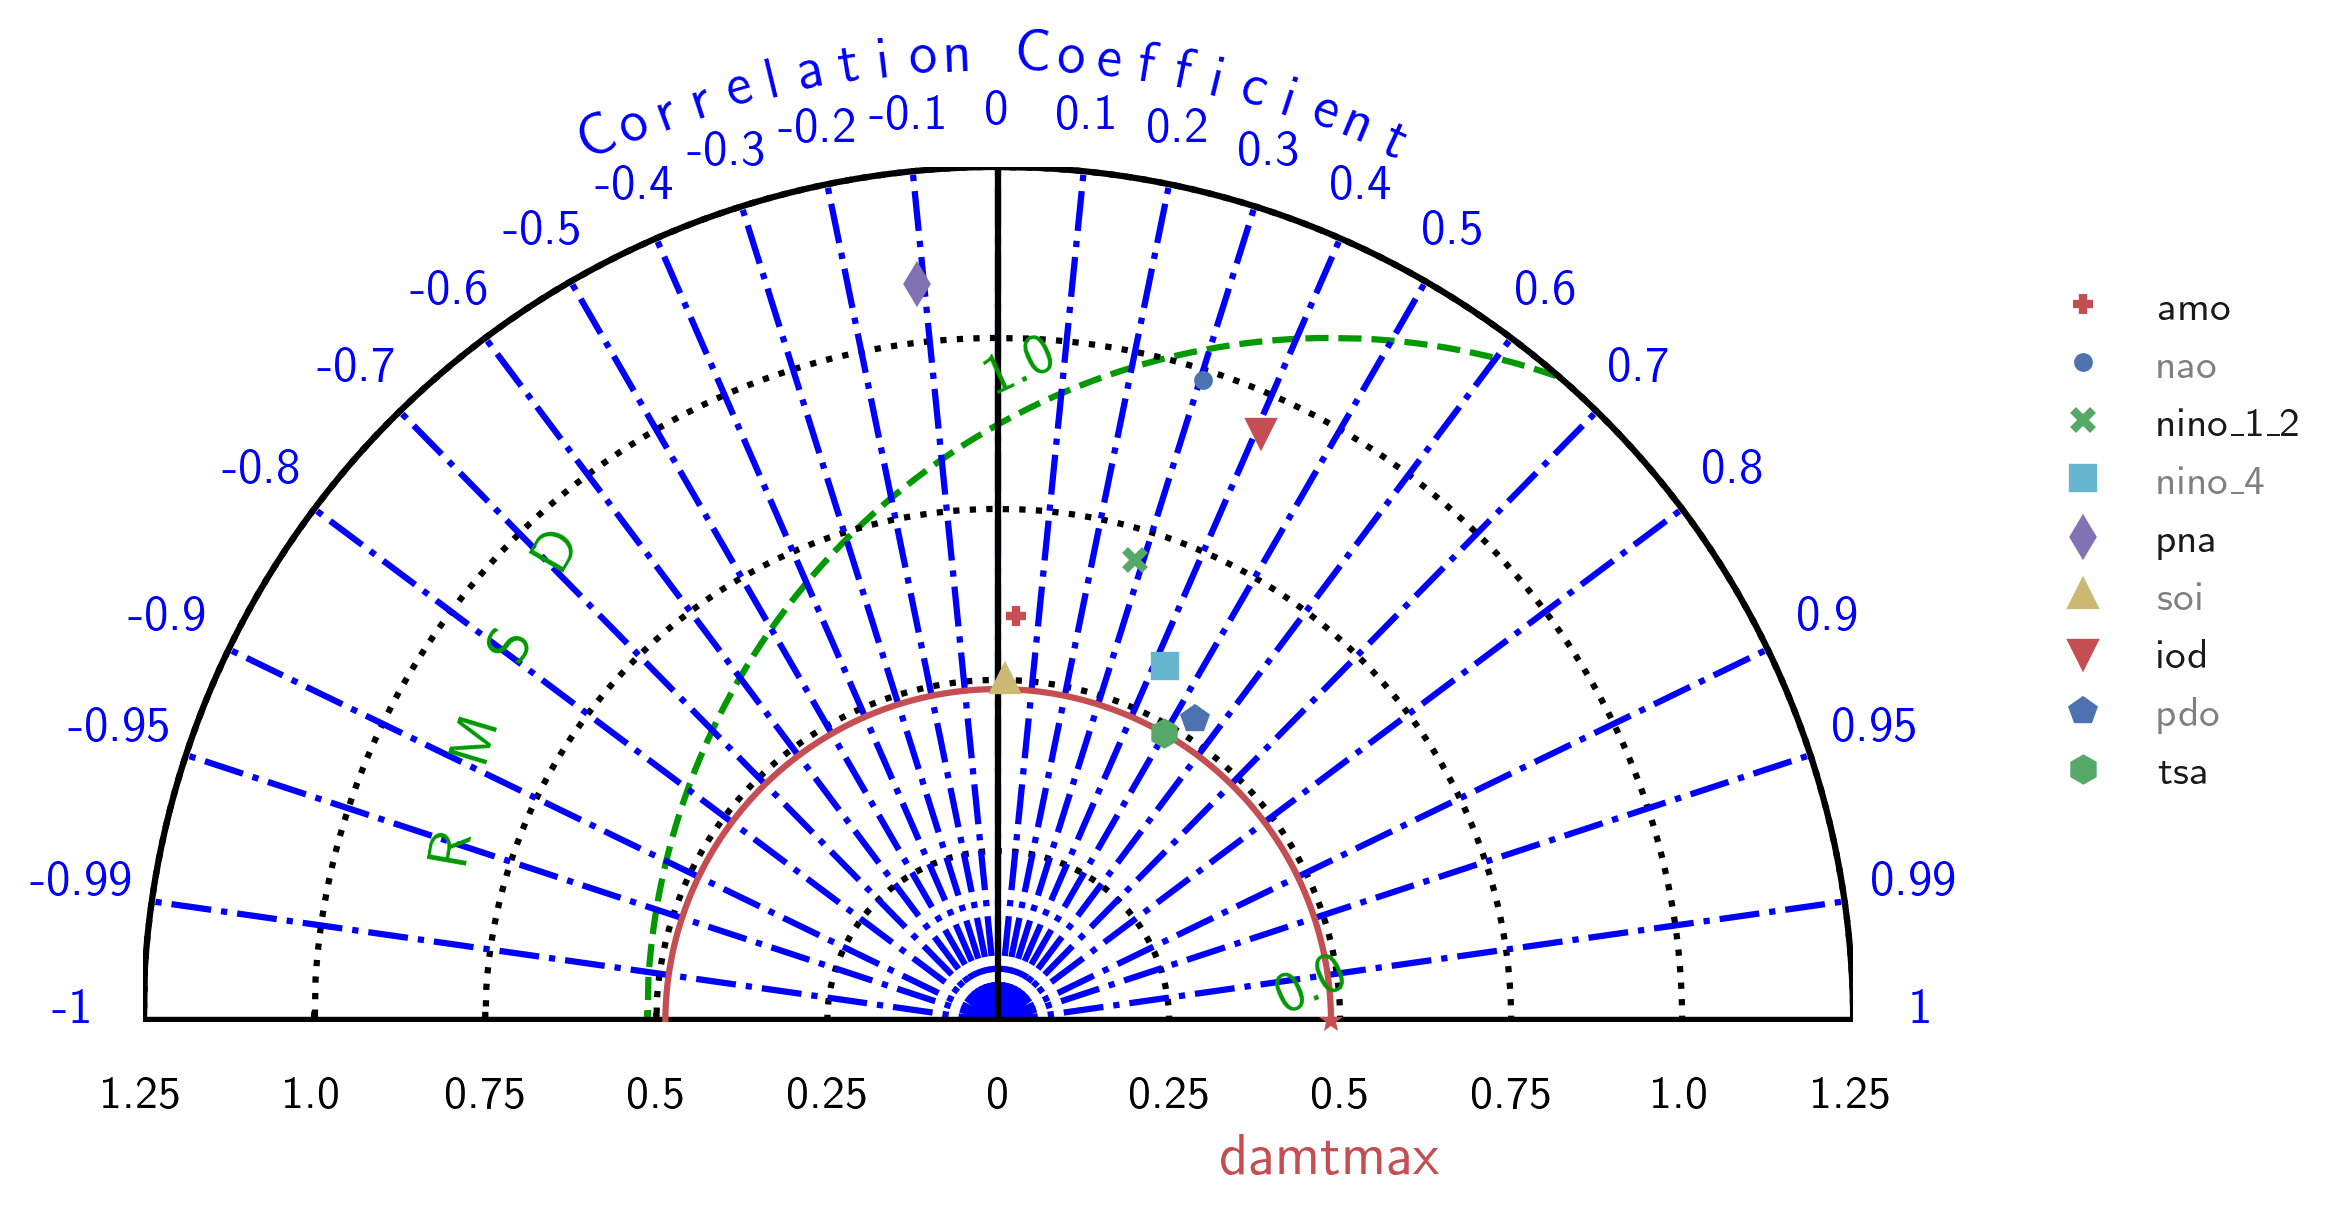 Correlation Coefficient
-1
-0.99
-0.95
-0.9
-0.8
-0.7
-0.6
-0.5
-0.4
-0.3
-0.2
-0.1
0
0.1
0.2
0.3
0.4
0.5
0.6
0.7
0.8
0.9
0.95
0.99
1
RMSD
1.0
0.0
1.25 1.0 0.75 0.5 0.25 0 0.25 0.5 0.75 1.0 1.25
damtmax
amo
nao
nino_1_2
nino_4
pna
soi
iod
pdo
tsa